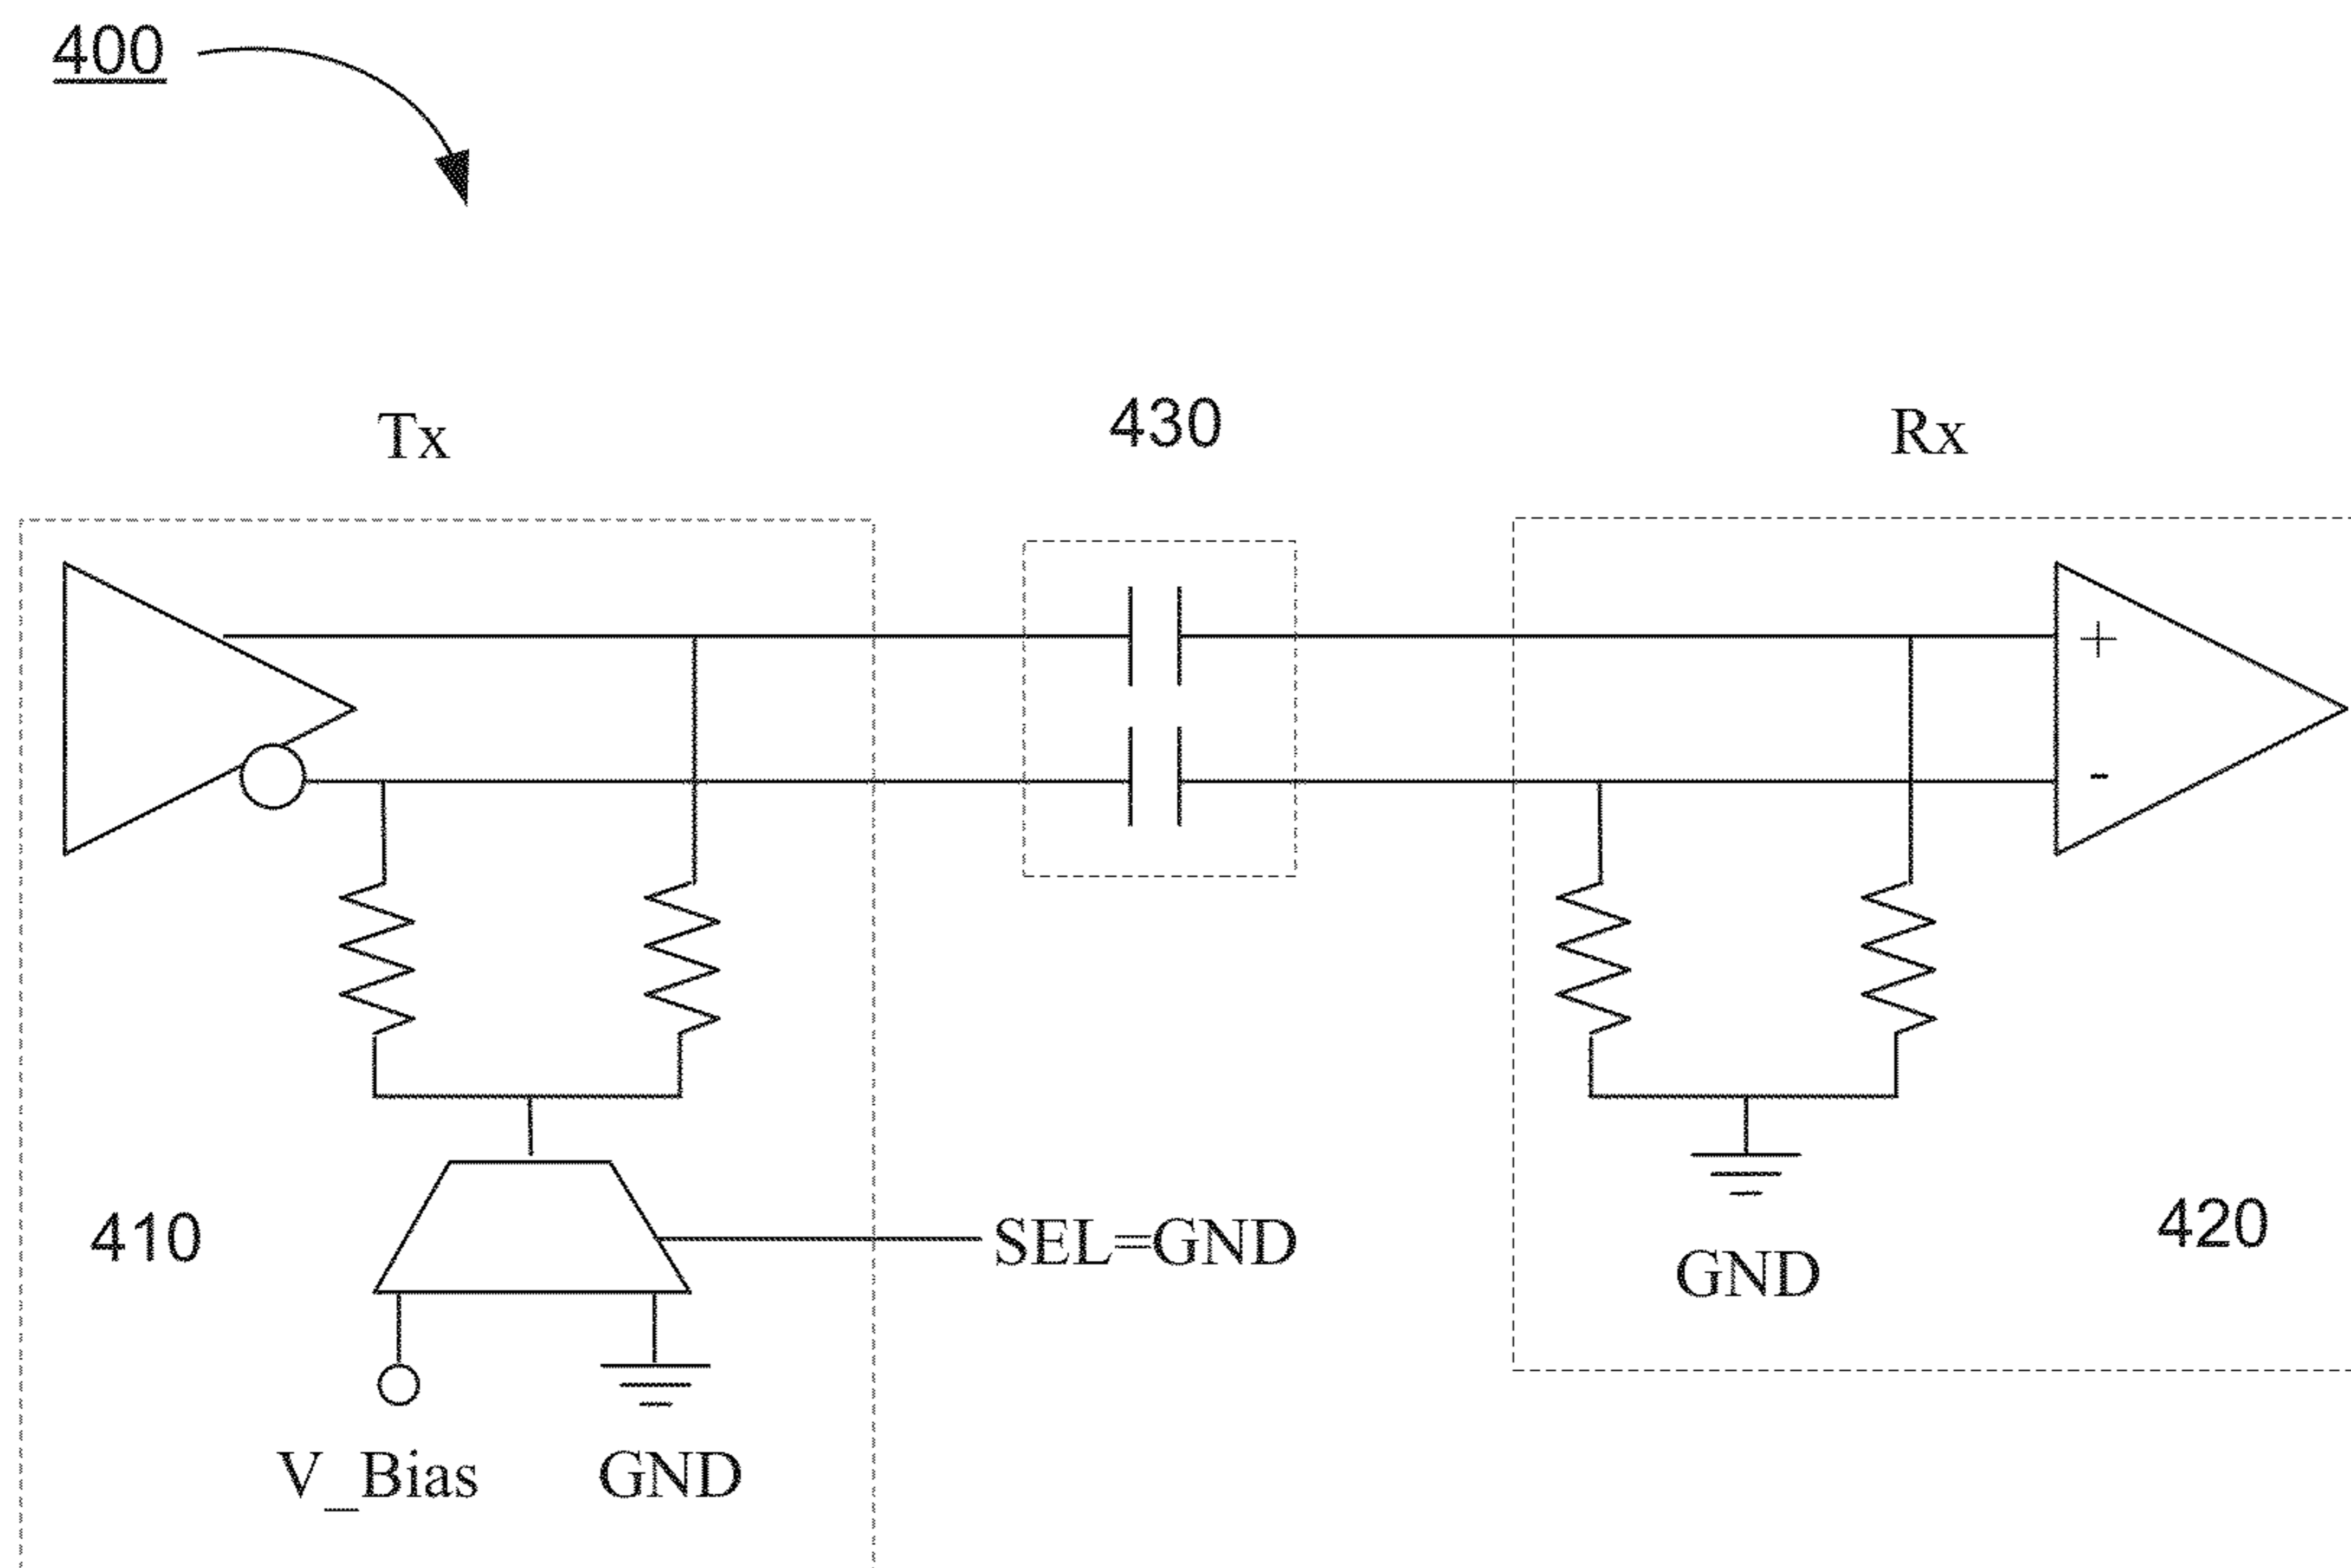 400
Tx
430
Rx
+
-
410
SEL=GND
GND
420
V_Bias
GND